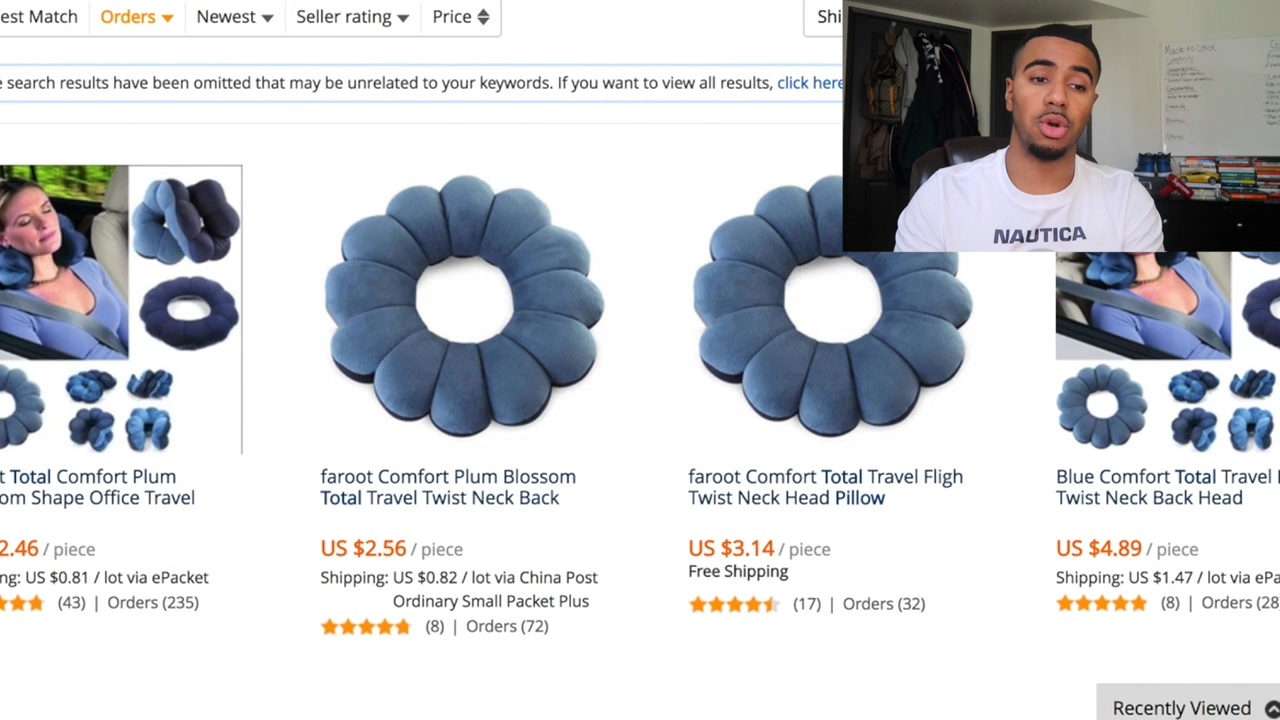 est Match
Orders
Newest
Seller rating
Price
Shi
e search results have been omitted that may be unrelated to your keywords. If you want to view all results, click here
Made to Stick
NAUTICA
t Total Comfort Plum
om Shape Office Travel
2.46 / piece
ng: US $0.81 / lot via ePacket
(43) | Orders (235)
faroot Comfort Plum Blossom
Total Travel Twist Neck Back
US $2.56 / piece
Shipping: US $0.82 / lot via China Post
Ordinary Small Packet Plus
(8) | Orders (72)
faroot Comfort Total Travel Fligh
Twist Neck Head Pillow
US $3.14 / piece
Free Shipping
(17) | Orders (32)
Blue Comfort Total Travel
Twist Neck Back Head
US $4.89 / piece
Shipping: US $1.47 / lot via ePa
(8) | Orders (28
Recently Viewed